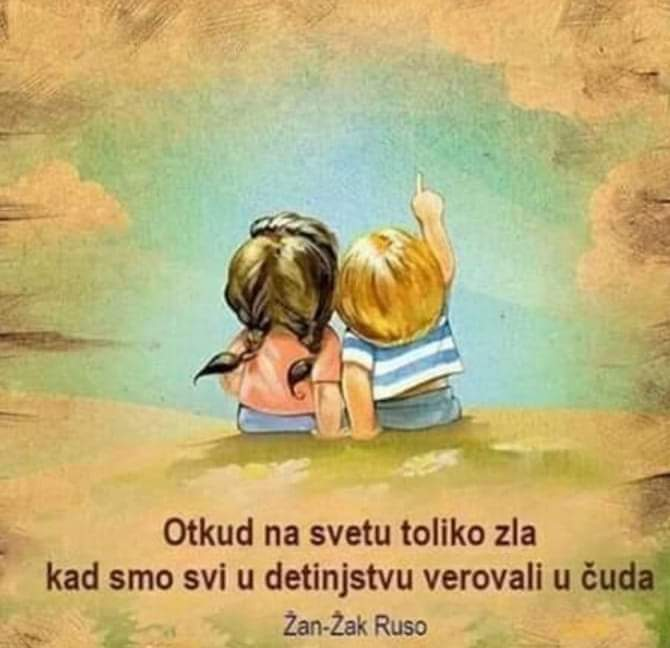 Otkud na svetu toliko zla
kad smo svi u detinjstvu verovali u čuda
Žan-Žak Ruso